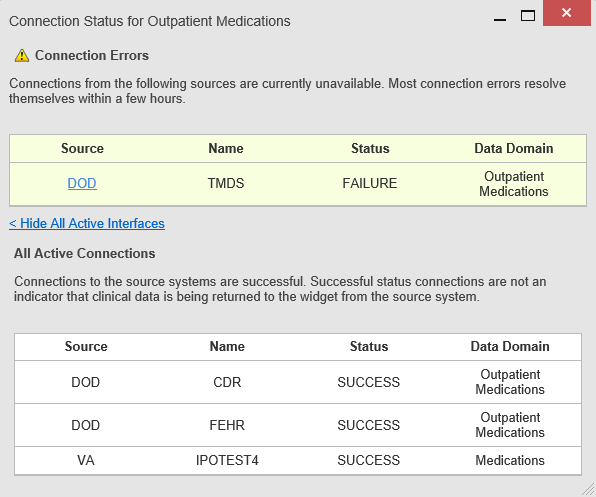 Connection Status for Outpatient Medications
Connection Errors
Connections from the following sources are currently unavailable. Most connection errors resolve
themselves within a few hours.
Source Name Status Data Domain
DOD TMDS FAILURE Outpatient
Medications
< Hide All Active Interfaces
All Active Connections
Connections to the source systems are successful. Successful status connections are not an
indicator that clinical data is being returned to the widget from the source system.
Source Name Status Data Domain
DOD CDR SUCCESS Outpatient
Medications
DOD FEHR SUCCESS Outpatient
Medications
VA IPOTEST4 SUCCESS Medications